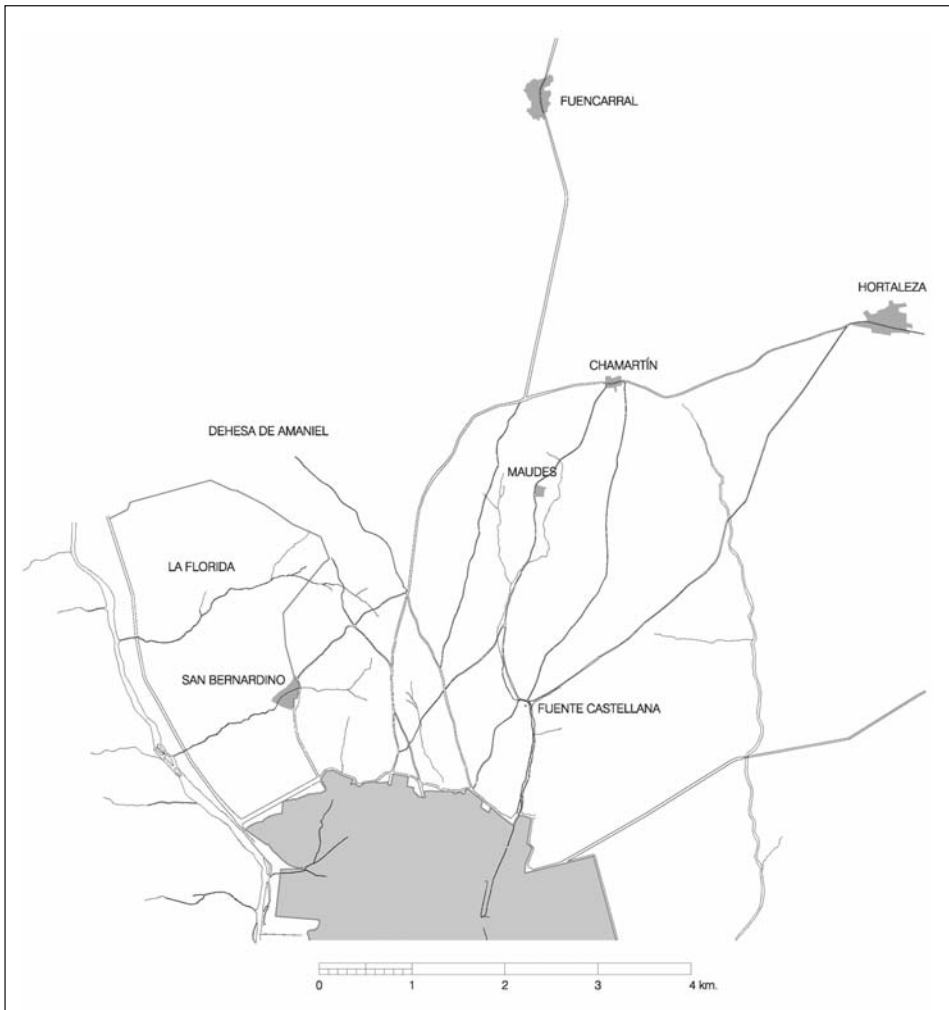 FUENCARRAL
HORTALEZA
CHAMARTÍN
DEHESA DE AMANIEL
MAUDES
LA FLORIDA
SAN BERNARDINO
FUENTE CASTELLANA
0 1 2 3 4 km.